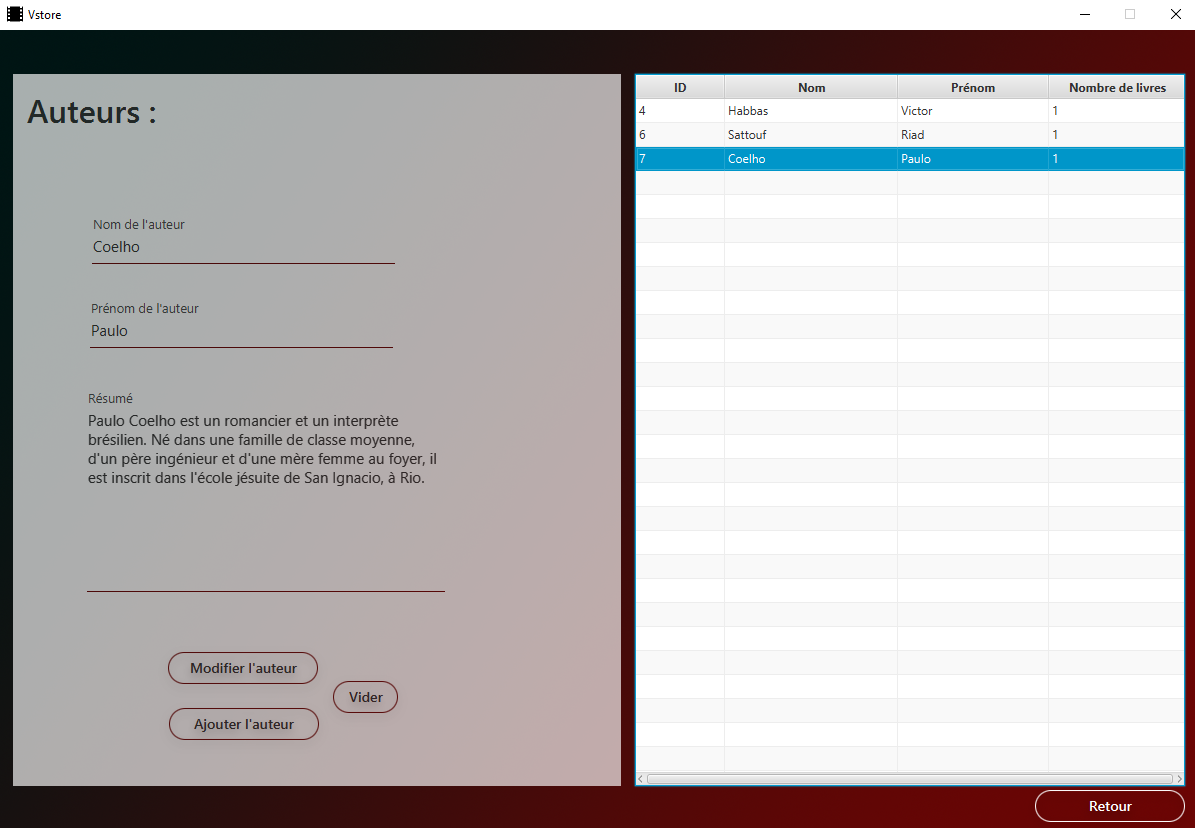 Vstore
Auteurs :
Nom de l'auteur
Coelho
Prénom de l'auteur
Paulo
Résumé
Paulo Coelho est un romancier et un interprète
brésilien. Né dans une famille de classe moyenne,
d'un père ingénieur et d'une mère femme au foyer, il
est inscrit dans l'école jésuite de San Ignacio, à Rio.
Modifier l'auteur
Vider
Ajouter l'auteur
ID Nom Prénom Nombre de livres
4 Habbas Victor 1
6 Sattouf Riad 1
7 Coelho Paulo 1
Retour